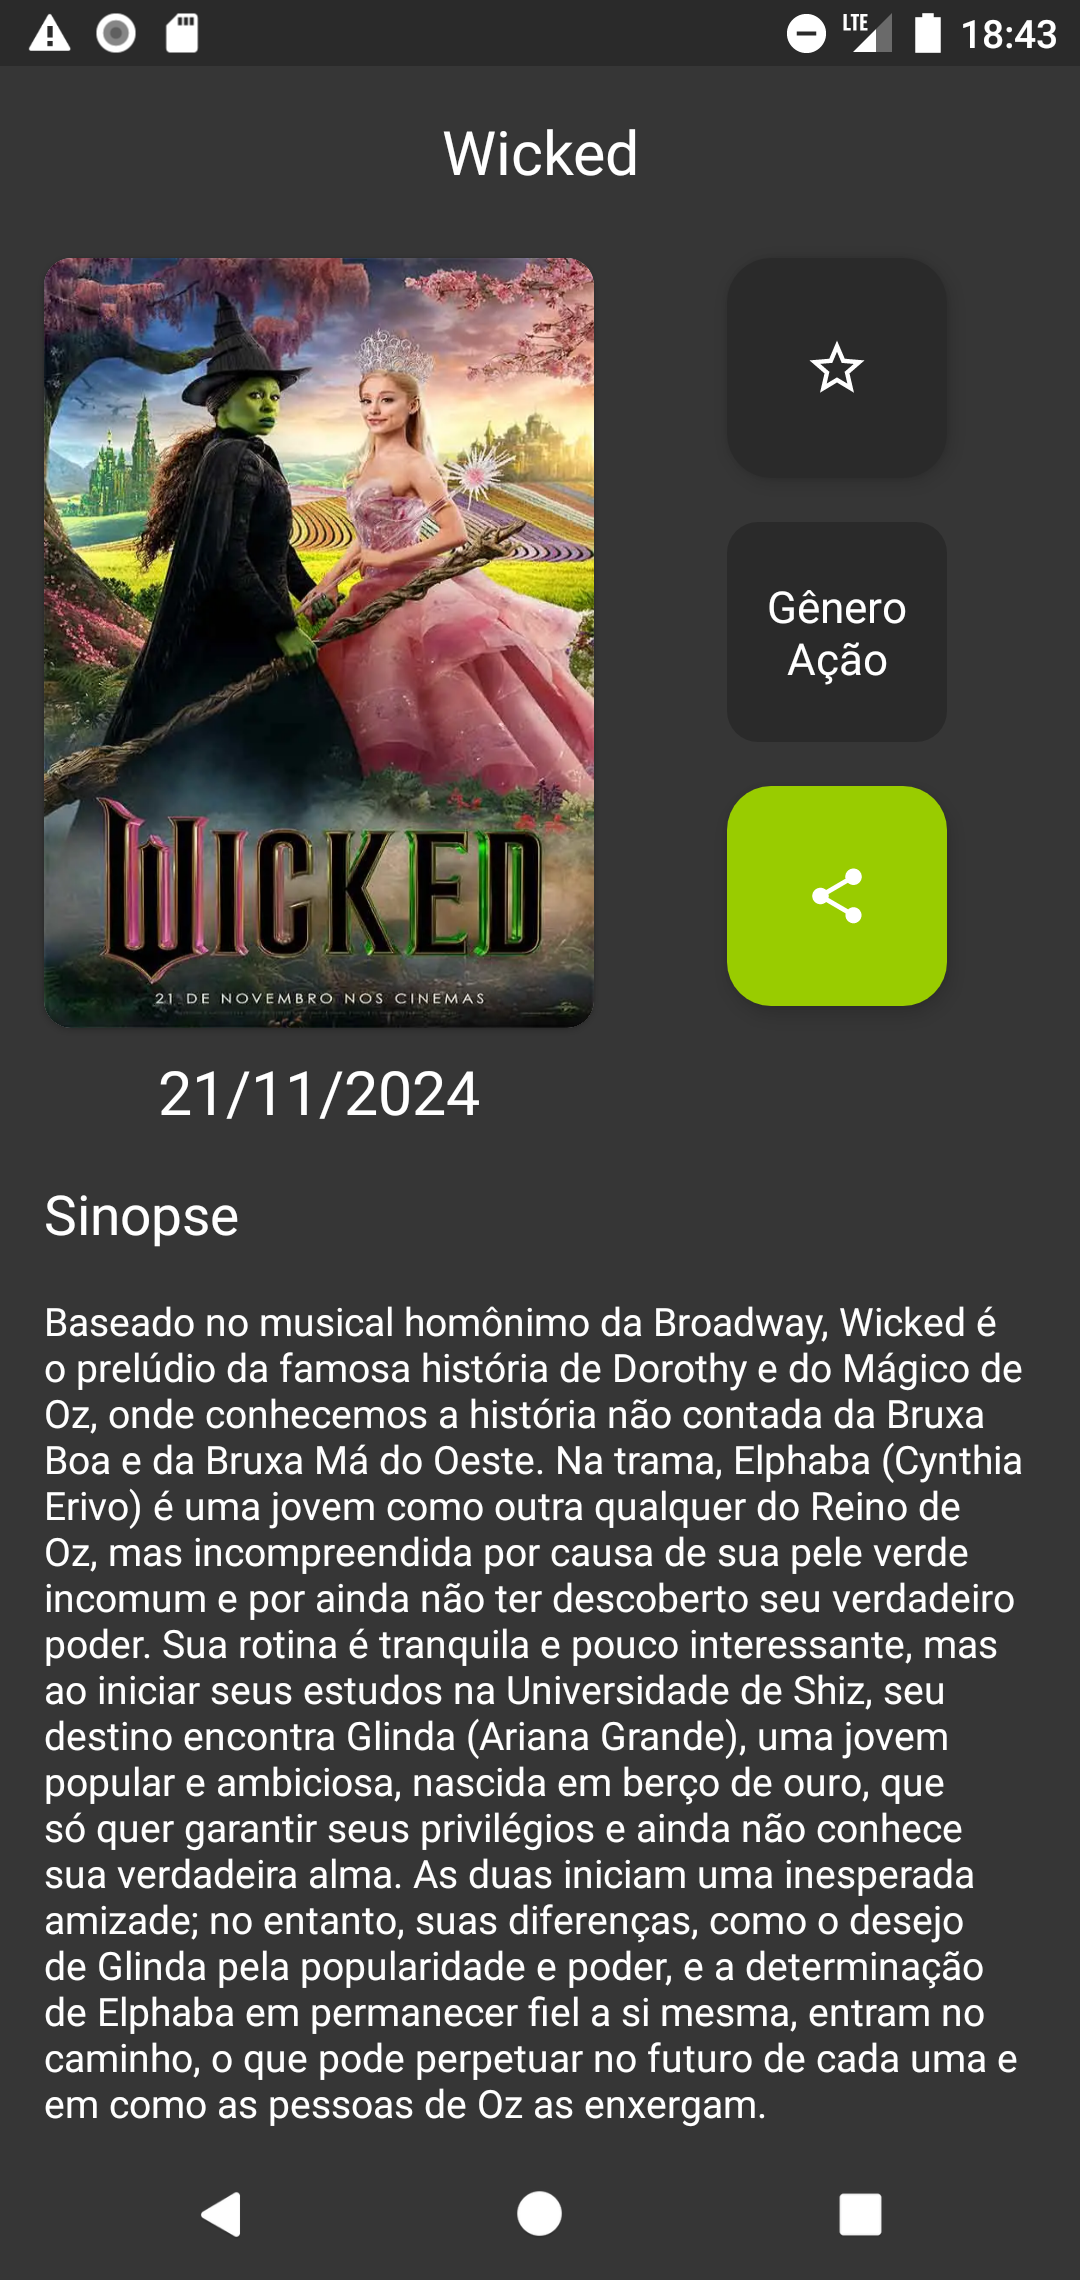 LTE 18:43
Wicked
WICKED
21 DE NOVEMBRO NOS CINEMAS
Gênero
Ação
21/11/2024
Sinopse
Baseado no musical homônimo da Broadway, Wicked é
o prelúdio da famosa história de Dorothy e do Mágico de
Oz, onde conhecemos a história não contada da Bruxa
Boa e da Bruxa Má do Oeste. Na trama, Elphaba (Cynthia
Erivo) é uma jovem como outra qualquer do Reino de
Oz, mas incompreendida por causa de sua pele verde
incomum e por ainda não ter descoberto seu verdadeiro
poder. Sua rotina é tranquila e pouco interessante, mas
ao iniciar seus estudos na Universidade de Shiz, seu
destino encontra Glinda (Ariana Grande), uma jovem
popular e ambiciosa, nascida em berço de ouro, que
só quer garantir seus privilégios e ainda não conhece
sua verdadeira alma. As duas iniciam uma inesperada
amizade; no entanto, suas diferenças, como o desejo
de Glinda pela popularidade e poder, e a determinação
de Elphaba em permanecer fiel a si mesma, entram no
caminho, o que pode perpetuar no futuro de cada uma e
em como as pessoas de Oz as enxergam.